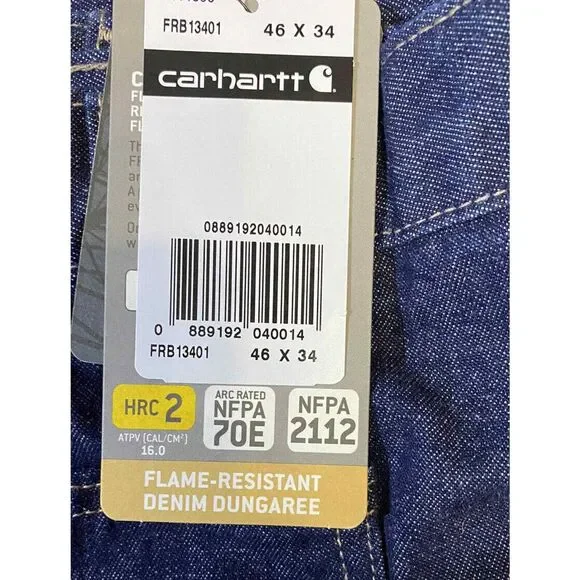 FRB13401 46 X 34
carhartt
0889192040014
0 889192 040014
FRB13401 46 X 34
HRC 2
ATPV (CAL/CM²)
16.0
ARC RATED
NFPA
70E
NFPA
2112
FLAME-RESISTANT
DENIM DUNGAREE